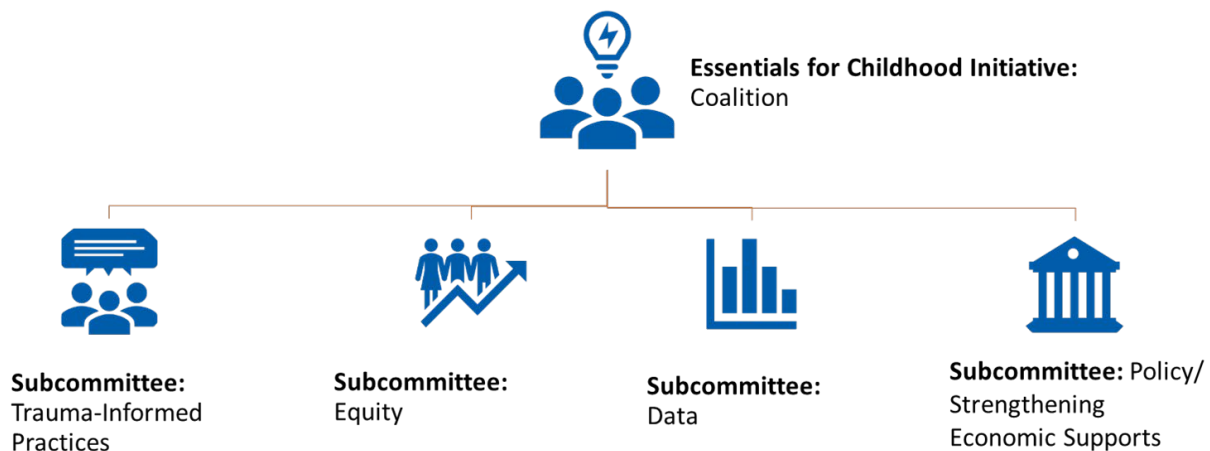 Essentials for Childhood Initiative:
Coalition
Subcommittee:
Trauma-Informed
Practices
Subcommittee:
Equity
Subcommittee:
Data
Subcommittee: Policy/
Strengthening
Economic Supports